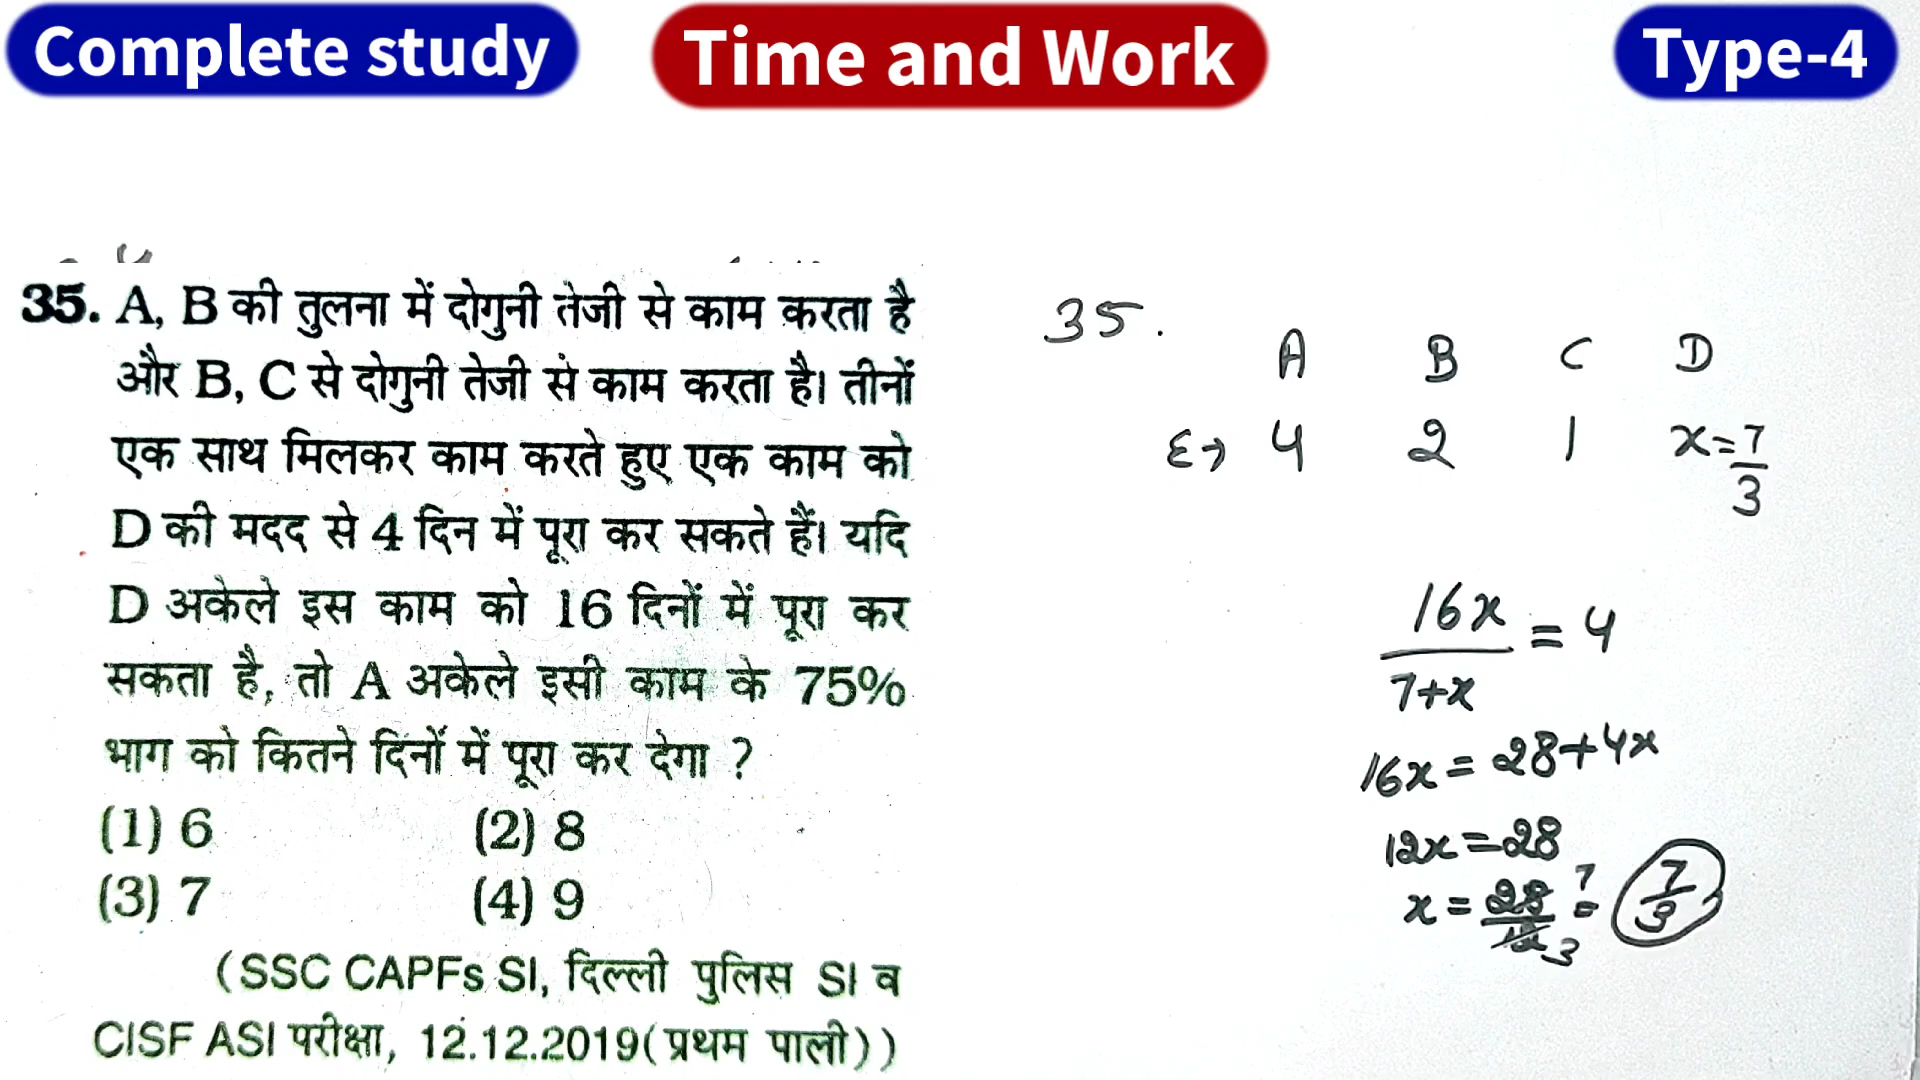 Complete study
Time and Work
Type-4
35. A, B की तुलना में दोगुनी तेजी से काम करता है
और B, C से दोगुनी तेजी से काम करता है। तीनों
एक साथ मिलकर काम करते हुए एक काम को
D की मदद से 4 दिन में पूरा कर सकते हैं। यदि
D अकेले इस काम को 16 दिनों में पूरा कर
सकता है, तो A अकेले इसी काम के 75%
भाग को कितने दिनों में पूरा कर देगा ?
(1) 6 (2) 8
(3) 7 (4) 9
(SSC CAPFs SI, दिल्ली पुलिस SI व
CISF ASI परीक्षा, 12.12.2019(प्रथम पाली))
35.
A B C D
ε→ 4 2 1 x=7/3
16x/7+x = 4
16x = 28+4x
12x=28
x = 28/12 7/3 = 7/3